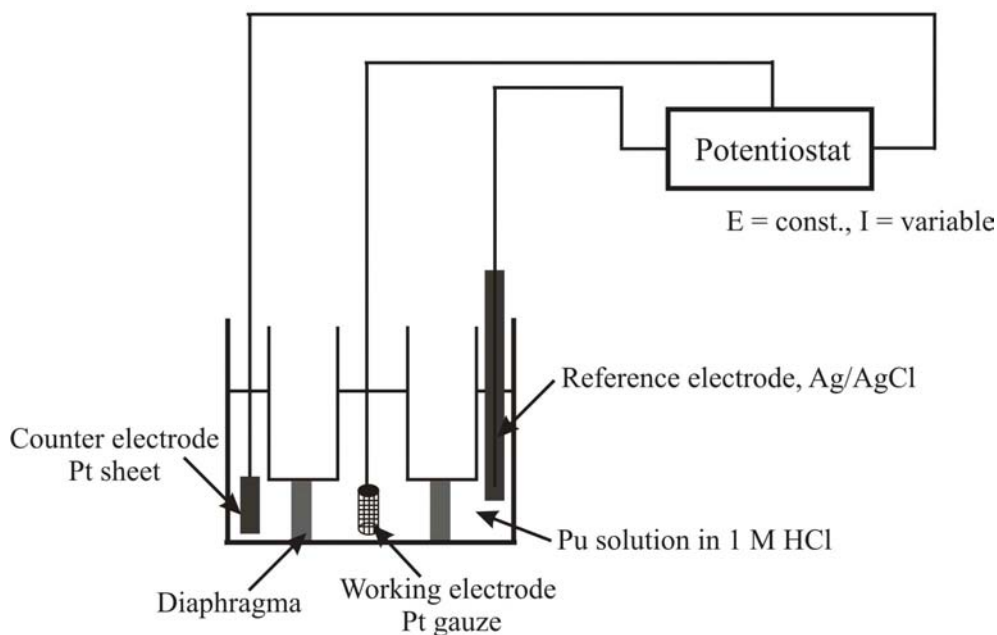 Potentiostat
E = const., I = variable
Reference electrode, Ag/AgCl
Counter electrode
Pt sheet
Pu solution in 1 M HCl
Diaphragma
Working electrode
Pt gauze